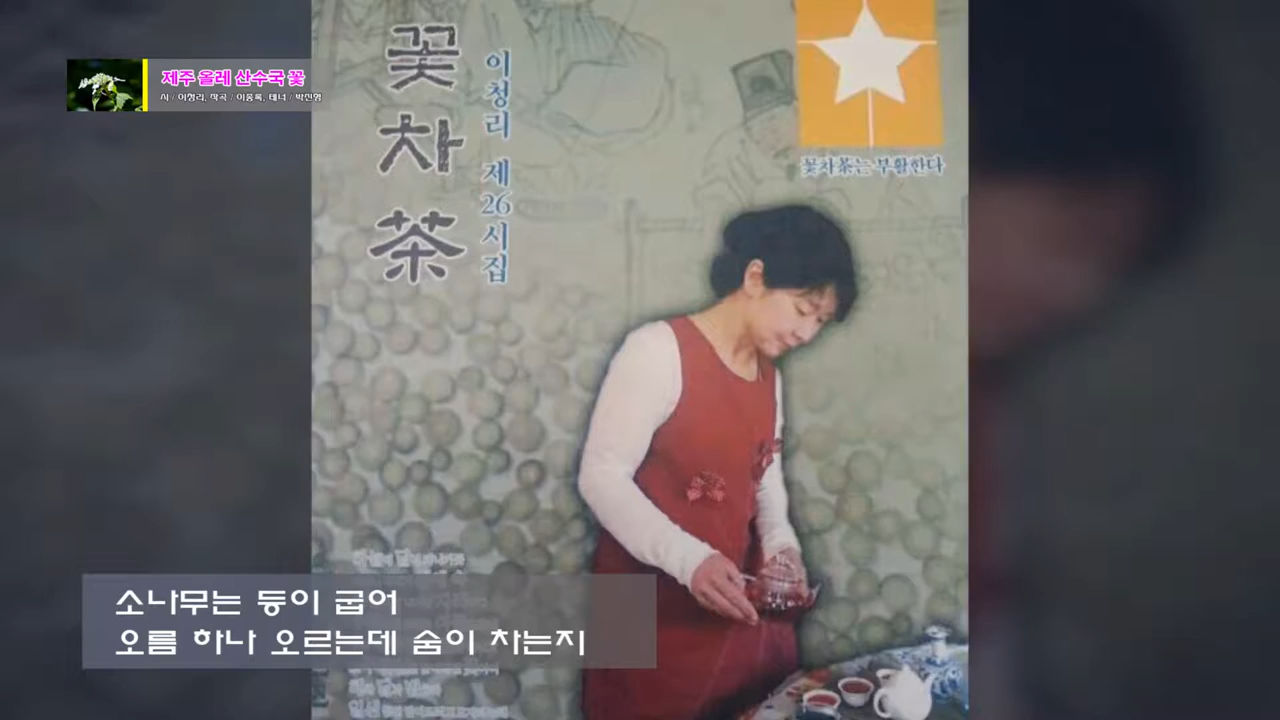 제주 올레 산수국 꽃
시 / 이청리, 작곡 / 이종록, 테너 / 박진형
꽃차茶
이청리 제26시집
꽃차茶는 부활한다
소나무는 등이 굽어
오름 하나 오르는데 숨이 차는지